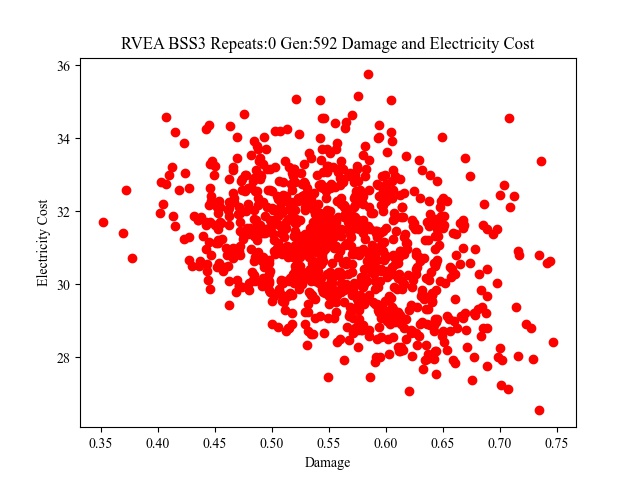 RVEA BSS3 Repeats:0 Gen:592 Damage and Electricity Cost
36
34
32
30
28
Electricity Cost
0.35 0.40 0.45 0.50 0.55 0.60 0.65 0.70 0.75
Damage